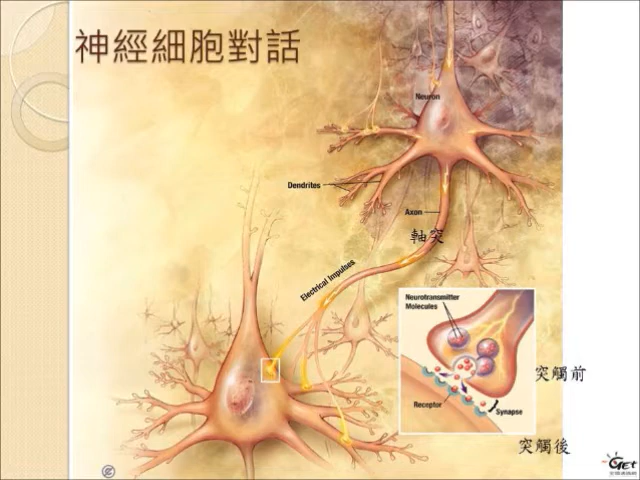 神經細胞對話
Neuron
Dendrites
Axon
軸突
Electrical Impulses
Neurotransmitter
Molecules
Receptor
Synapse
突觸前
突觸後
GET